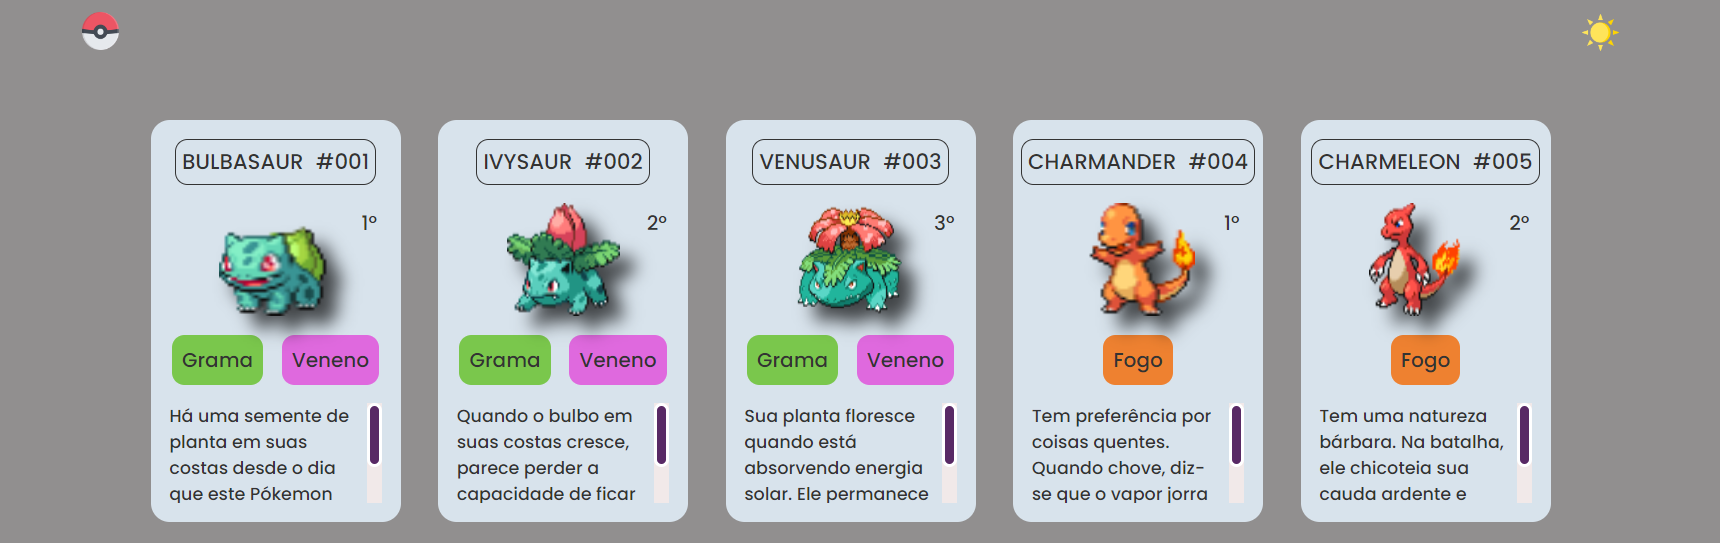 BULBASAUR #001
1º
Grama Veneno
Há uma semente de
planta em suas
costas desde o dia
que este Pókemon
IVYSAUR #002
2º
Grama Veneno
Quando o bulbo em
suas costas cresce,
parece perder a
capacidade de ficar
VENUSAUR #003
3º
Grama Veneno
Sua planta floresce
quando está
absorvendo energia
solar. Ele permanece
CHARMANDER #004
1º
Fogo
Tem preferência por
coisas quentes.
Quando chove, diz-
se que o vapor jorra
CHARMELEON #005
2º
Fogo
Tem uma natureza
bárbara. Na batalha,
ele chicoteia sua
cauda ardente e